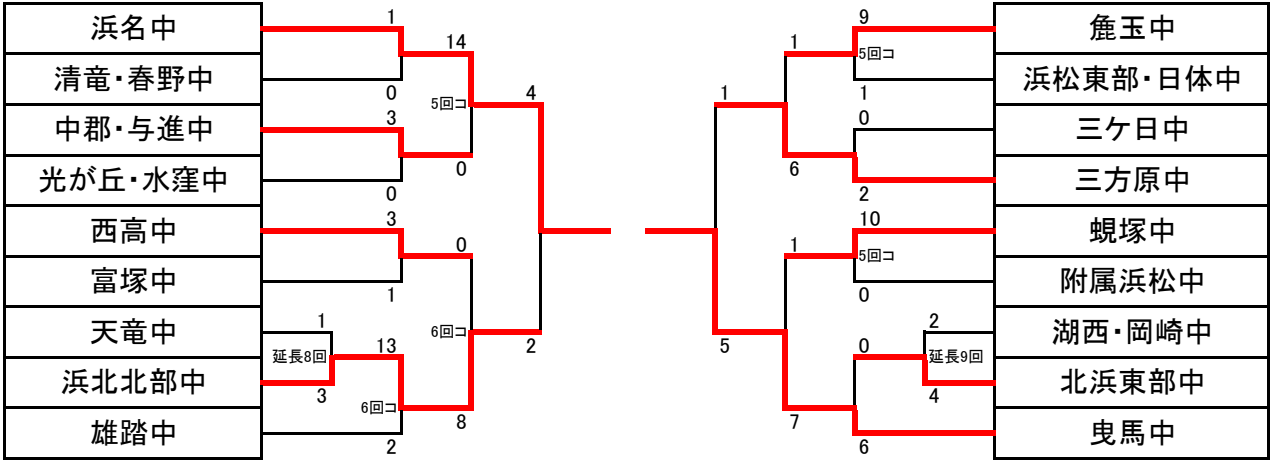 浜名中
清竜・春野中
中郡・与進中
光が丘・水窪中
西高中
富塚中
天竜中
浜北北部中
雄踏中
1
14
0
5回コ
4
3
0
0
3
0
1
1
6回コ
2
延長8回
13
3
6回コ
8
2
9
1
5回コ
1
1
0
6
2
10
1
5回コ
0
2
5
0
延長9回
4
7
6
麁玉中
浜松東部・日体中
三ケ日中
三方原中
蜆塚中
附属浜松中
湖西・岡崎中
北浜東部中
曳馬中